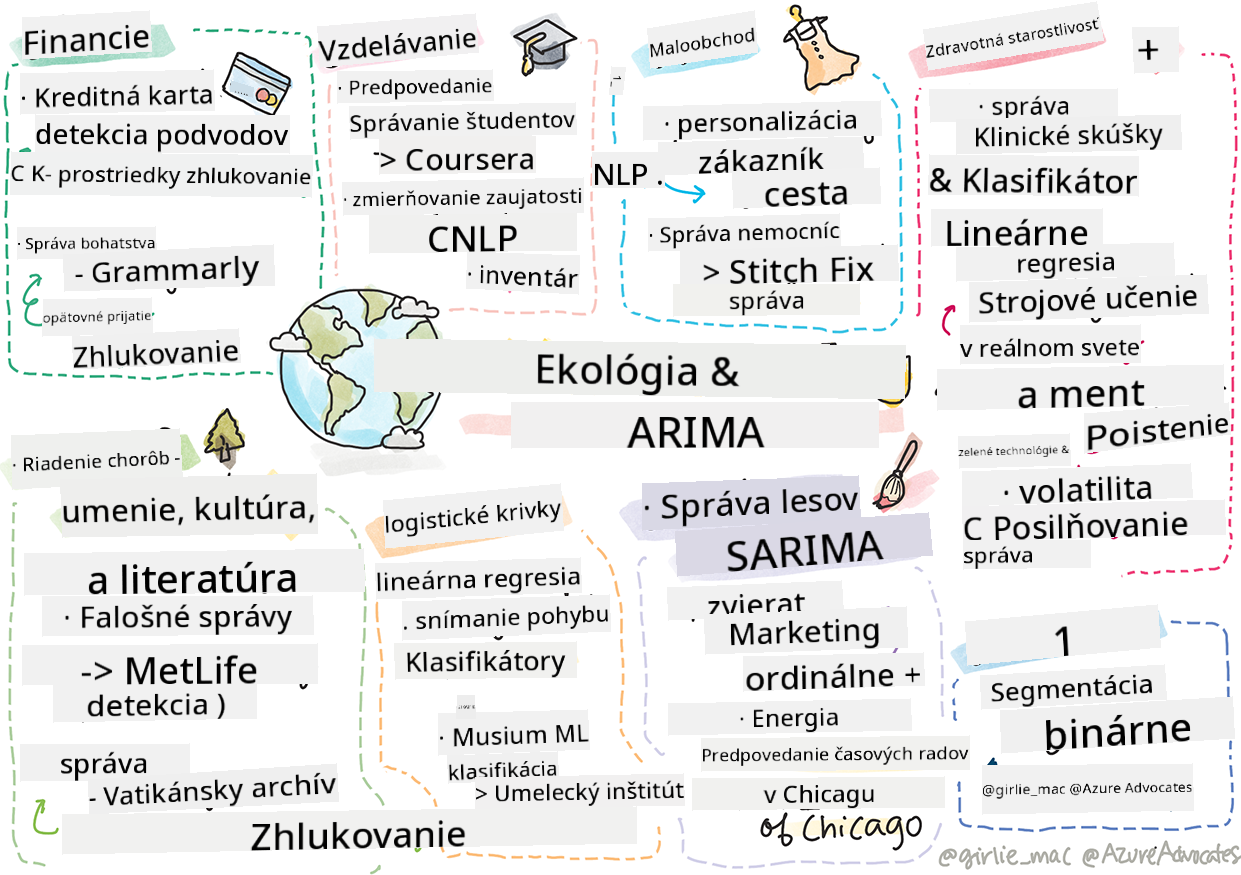 Financie
· Kreditná karta
detekcia podvodov
C K- prostriedky zhlukovanie
· Správa bohatstva
- Grammarly
opätovné prijatie
Zhlukovanie
Vzdelávanie
· Predpovedanie
Správanie študentov
> Coursera
· zmierňovanie zaujatosti
CNLP
· inventár
Maloobchod
· personalizácia
zákazník
NLP .
cesta
· Správa nemocníc
> Stitch Fix
správa
Zdravotná starostlivosť
+
· správa
Klinické skúšky
& Klasifikátor
Lineárne
regresia
Strojové učenie
v reálnom svete
a ment
Poistenie
zelené technológie &
· volatilita
C Posilňovanie
správa
Ekológia &
ARIMA
· Riadenie chorôb -
umenie, kultúra,
a literatúra
· Falošné správy
-> MetLife
detekcia )
správa
- Vatikánsky archív
Zhlukovanie
logistické krivky
lineárna regresia
. snímanie pohybu
Klasifikátory
· Musium ML
klasifikácia
> Umelecký inštitút
· Správa lesov
SARIMA
zvierat
Marketing
ordinálne +
· Energia
Predpovedanie časových radov
v Chicagu
of Chicago
1
Segmentácia
binárne
@girlie_mac @Azure Advocates
@girlie_mac @AzureAdvocates